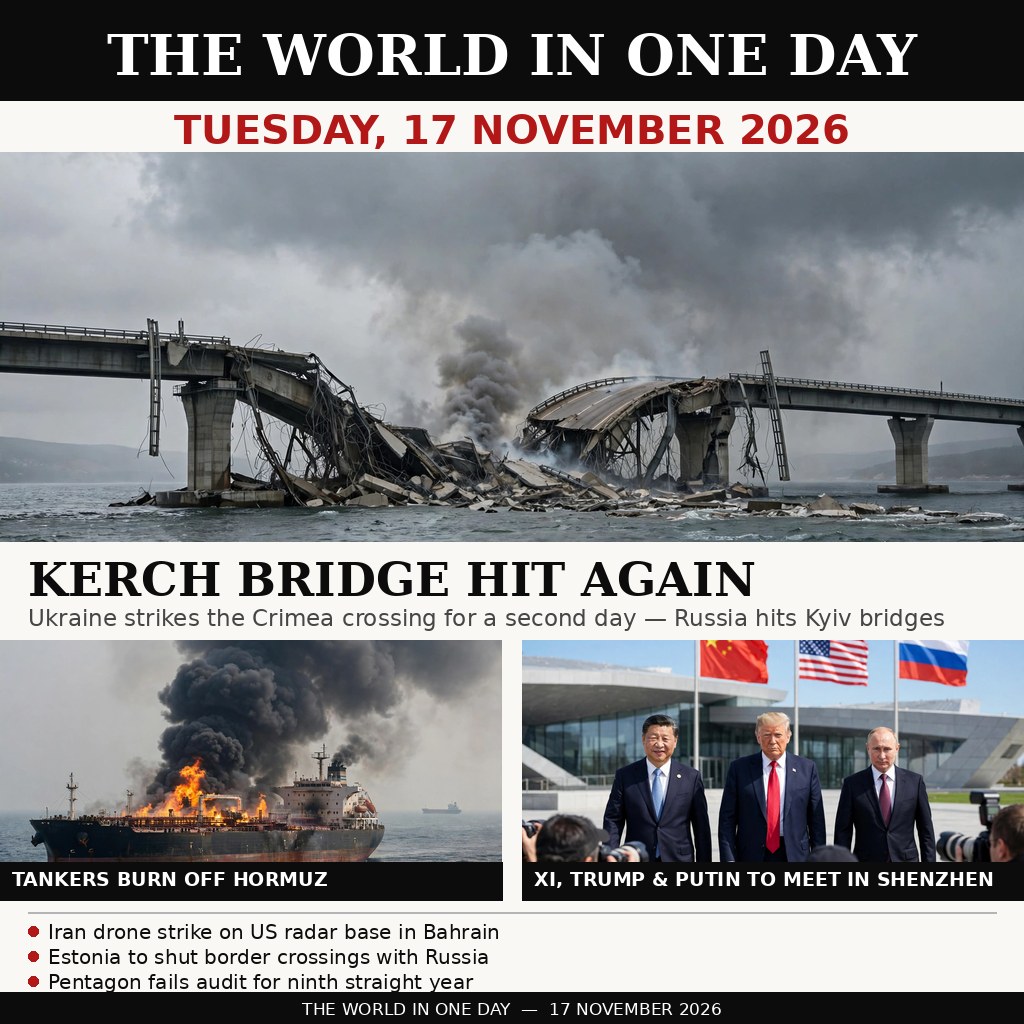 THE WORLD IN ONE DAY
TUESDAY, 17 NOVEMBER 2026
KERCH BRIDGE HIT AGAIN
Ukraine strikes the Crimea crossing for a second day — Russia hits Kyiv bridges
TANKERS BURN OFF HORMUZ
XI, TRUMP & PUTIN TO MEET IN SHENZHEN
Iran drone strike on US radar base in Bahrain
Estonia to shut border crossings with Russia
Pentagon fails audit for ninth straight year
THE WORLD IN ONE DAY — 17 NOVEMBER 2026